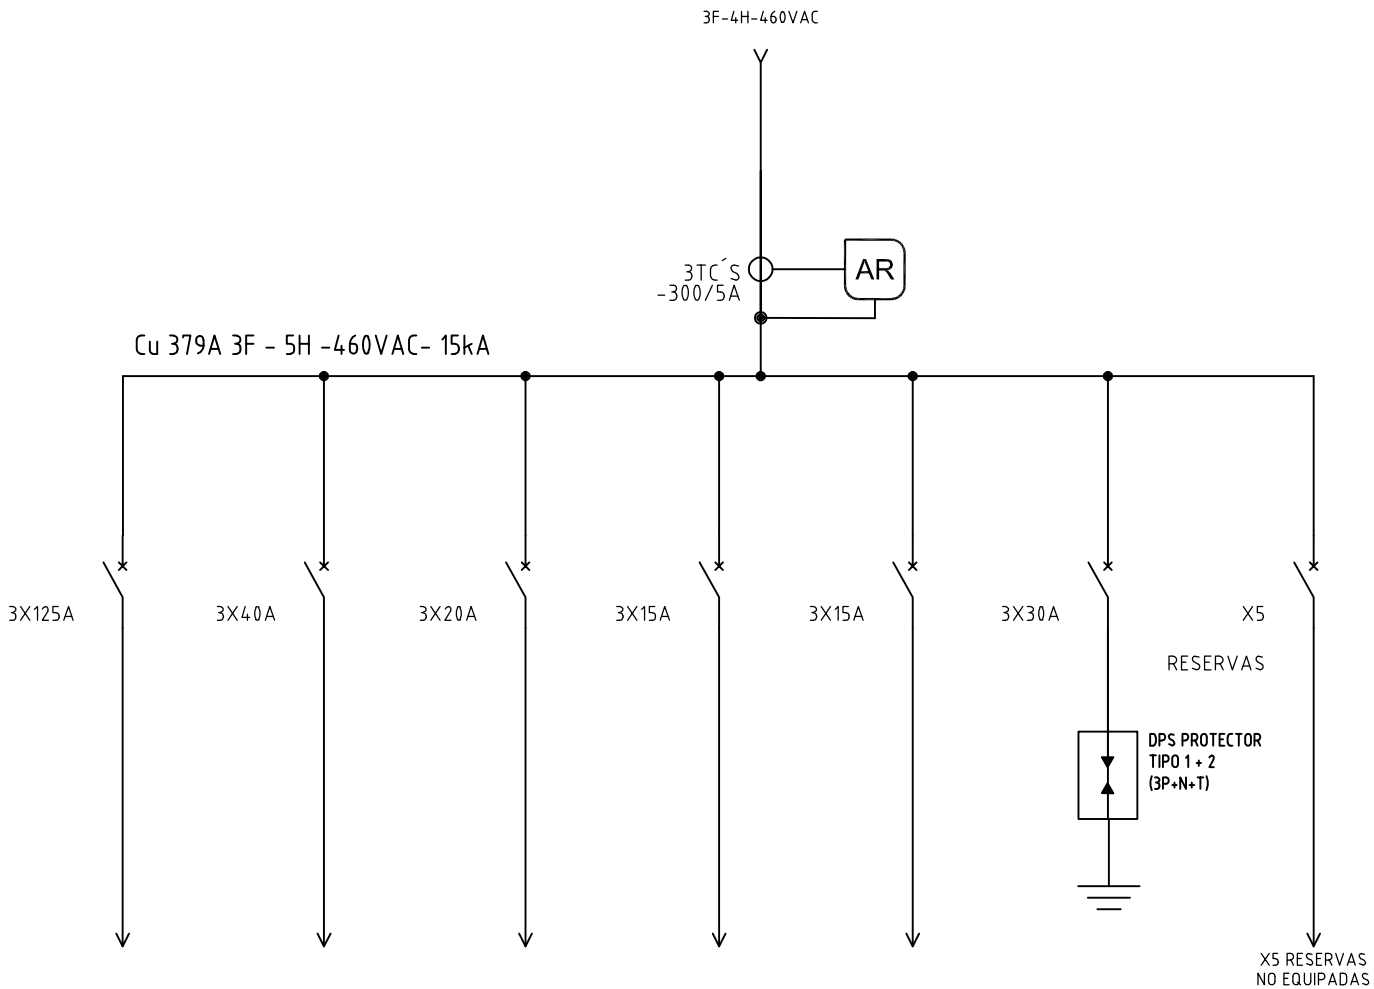 3F-4H-460VAC
3TC´S
-300/5A
AR
Cu 379A 3F - 5H -460VAC- 15kA
3X125A
3X40A
3X20A
3X15A
3X15A
3X30A
X5
RESERVAS
DPS PROTECTOR
TIPO 1 + 2
(3P+N+T)
X5 RESERVAS
NO EQUIPADAS